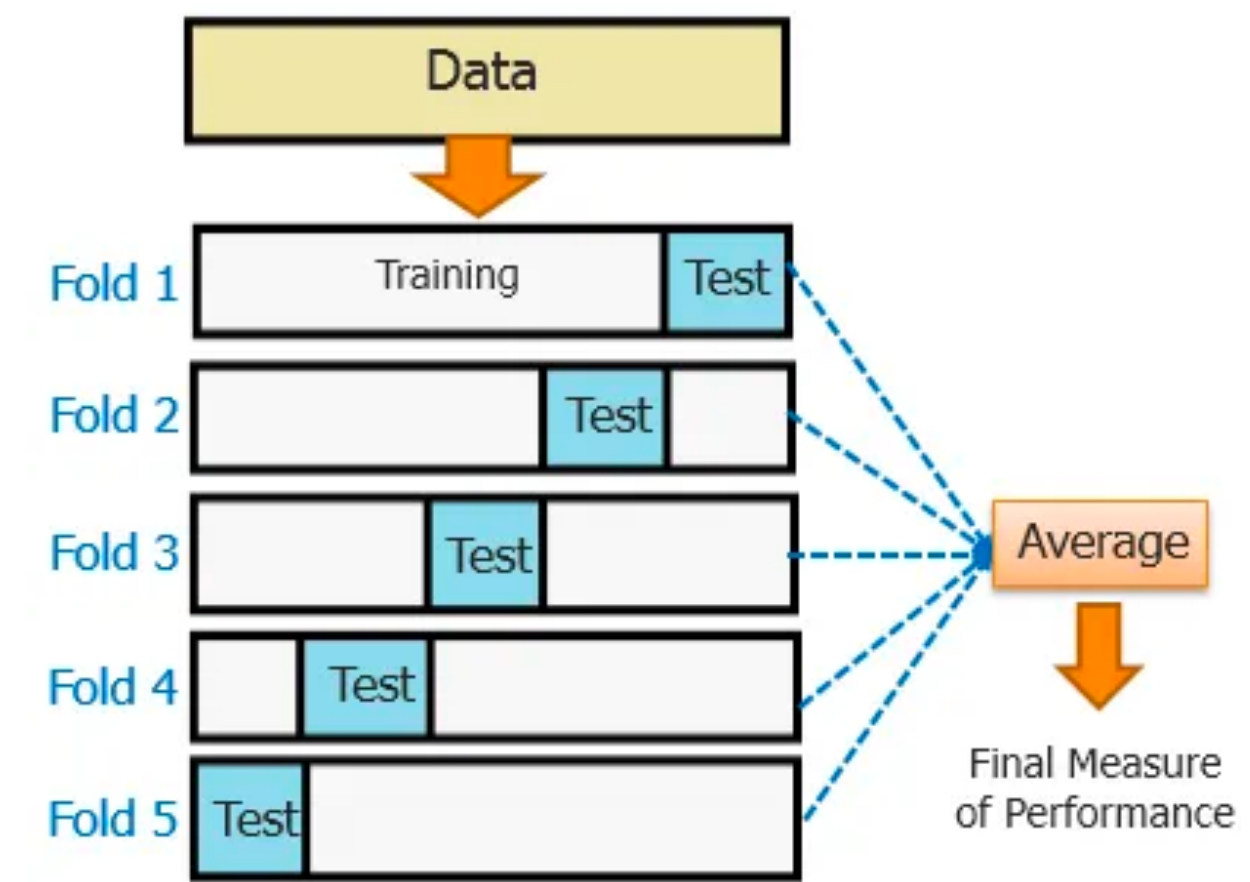 Data
Fold 1
Training
Test
Fold 2
Test
Fold 3
Test
Fold 4
Test
Fold 5
Test
Average
Final Measure
of Performance